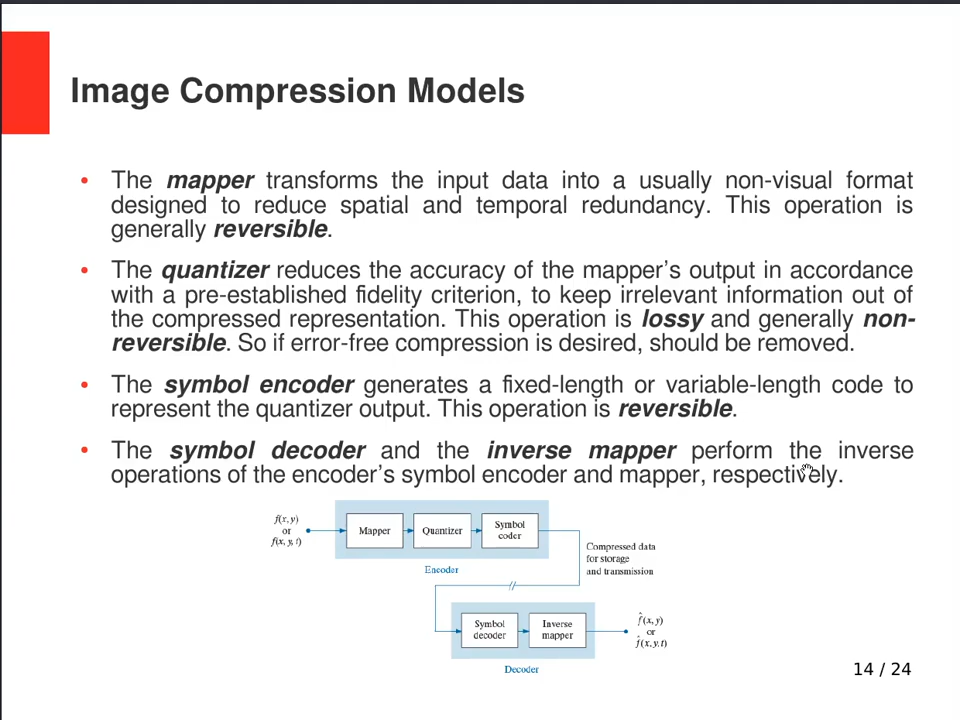 Image Compression Models
• The mapper transforms the input data into a usually non-visual format
designed to reduce spatial and temporal redundancy. This operation is
generally reversible.
• The quantizer reduces the accuracy of the mapper's output in accordance
with a pre-established fidelity criterion, to keep irrelevant information out of
the compressed representation. This operation is lossy and generally non-
reversible. So if error-free compression is desired, should be removed.
• The symbol encoder generates a fixed-length or variable-length code to
represent the quantizer output. This operation is reversible.
• The symbol decoder and the inverse mapper perform the inverse
operations of the encoder's symbol encoder and mapper, respectively.
f(x, y)
or
f(x, y, t)
Mapper
Quantizer
Symbol
coder
Encoder
Compressed data
for storage
and transmission
Symbol
decoder
Inverse
mapper
Decoder
f̂(x, y)
or
f̂(x, y, t)
14 / 24